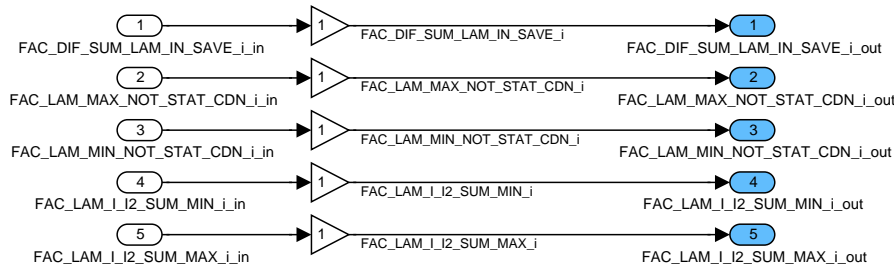 1 1 1
FAC_DIF_SUM_LAM_IN_SAVE_i_in FAC_DIF_SUM_LAM_IN_SAVE_i FAC_DIF_SUM_LAM_IN_SAVE_i_out
2 1 2
FAC_LAM_MAX_NOT_STAT_CDN_i_in FAC_LAM_MAX_NOT_STAT_CDN_i FAC_LAM_MAX_NOT_STAT_CDN_i_out
3 1 3
FAC_LAM_MIN_NOT_STAT_CDN_i_in FAC_LAM_MIN_NOT_STAT_CDN_i FAC_LAM_MIN_NOT_STAT_CDN_i_out
4 1 4
FAC_LAM_I_I2_SUM_MIN_i_in FAC_LAM_I_I2_SUM_MIN_i FAC_LAM_I_I2_SUM_MIN_i_out
5 1 5
FAC_LAM_I_I2_SUM_MAX_i_in FAC_LAM_I_I2_SUM_MAX_i FAC_LAM_I_I2_SUM_MAX_i_out